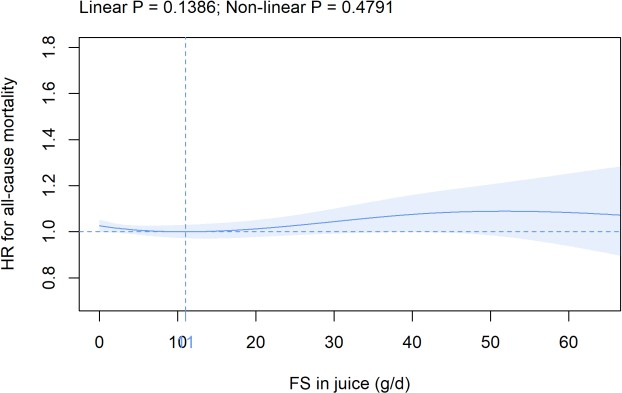 Linear P = 0.1386; Non-linear P = 0.4791
HR for all-cause mortality
1.8
1.6
1.4
1.2
1.0
0.8
0 10 11 20 30 40 50 60
FS in juice (g/d)